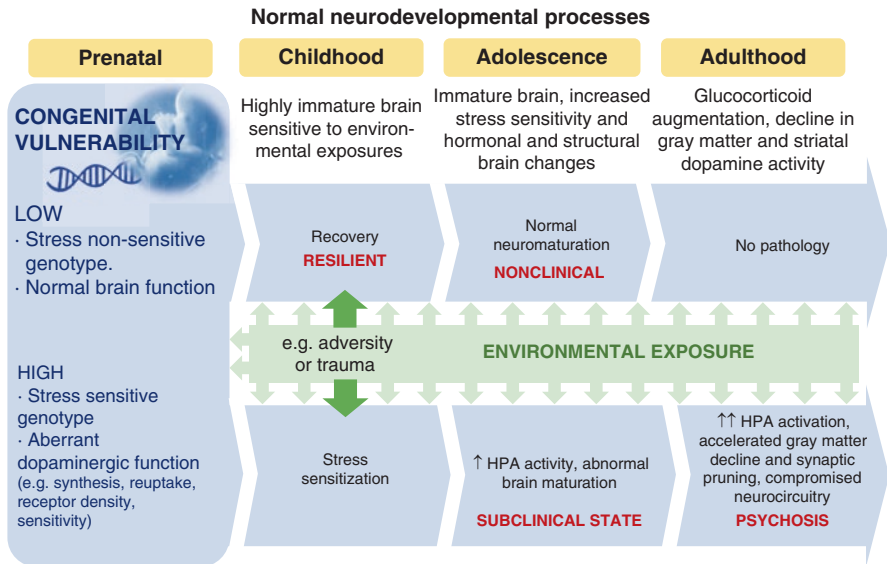 Normal neurodevelopmental processes
Prenatal
Childhood
Adolescence
Adulthood
Highly immature brain
sensitive to environ-
mental exposures
Immature brain, increased
stress sensitivity and
hormonal and structural
brain changes
Glucocorticoid
augmentation, decline in
gray matter and striatal
dopamine activity
CONGENITAL
VULNERABILITY
LOW
· Stress non-sensitive
genotype.
· Normal brain function
Recovery
RESILIENT
Normal
neuromaturation
NONCLINICAL
No pathology
e.g. adversity
or trauma
ENVIRONMENTAL EXPOSURE
HIGH
· Stress sensitive
genotype
· Aberrant
dopaminergic function
(e.g. synthesis, reuptake,
receptor density,
sensitivity)
Stress
sensitization
↑ HPA activity, abnormal
brain maturation
SUBCLINICAL STATE
↑↑ HPA activation,
accelerated gray matter
decline and synaptic
pruning, compromised
neurocircuitry
PSYCHOSIS